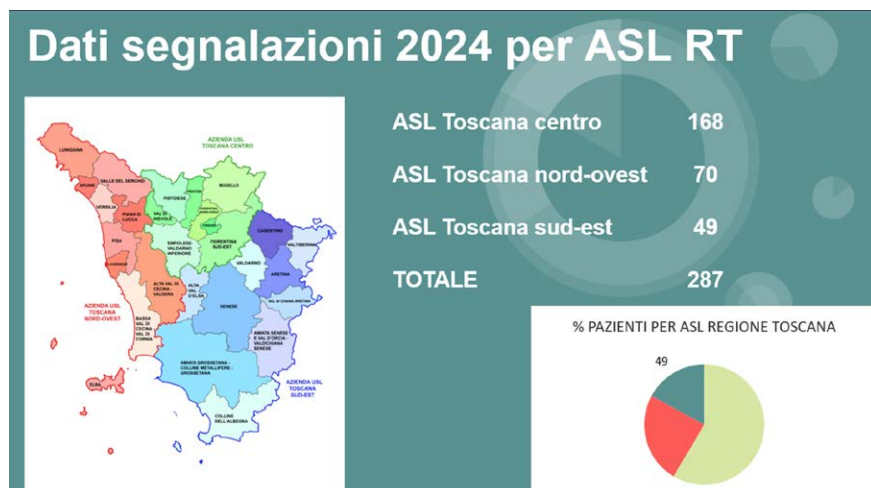 Dati segnalazioni 2024 per ASL RT
AZIENDA USL
TOSCANA CENTRO
LUNIGIANA
VALLE DEL SERCHIO
APUANE
VERSILIA
PIANA DI
LUCCA
PISTOIESE
VAL DI
NIEVOLE
MUGELLO
FIORENTINA
SUD-EST
EMPOLESE-
VALDARNO
INFERIORE
PISA
CASENTINO
VALTIBERINA
VALDARNO
ARETINA
VAL DI CHIANA ARETINA
ALTA VAL DI
CECINA -
VALDERA
ALTA
VAL
D'ELSA
SENESE
AZIENDA USL
TOSCANA
NORD-OVEST
BASSA
VAL DI
CECINA
VAL DI
CORNIA
AMIATA SENESE
E VAL D'ORCIA -
VALDICHIANA
SENESE
AMIATA GROSSETANA -
COLLINE METALLIFERE -
GROSSETANA
ELBA
AZIENDA USL
TOSCANA
SUD-EST
COLLINE
DELL'ALBEGNA
ASL Toscana centro 168
ASL Toscana nord-ovest 70
ASL Toscana sud-est 49
TOTALE 287
% PAZIENTI PER ASL REGIONE TOSCANA
49